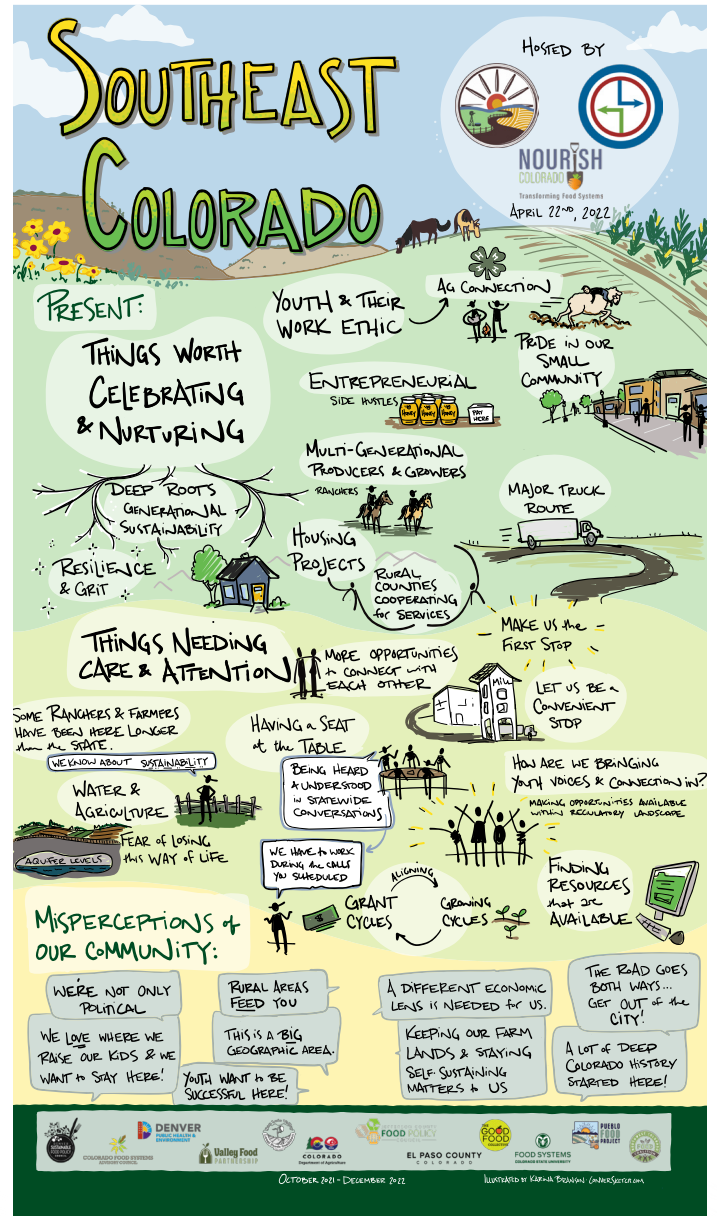 SOUTHEAST
COLORADO
HOSTED BY
NOURISH
COLORADO
Transforming Food Systems
APRIL 22ND, 2022
PRESENT:
THINGS WORTH
CELEBRATING
& NURTURING
YOUTH & THEIR
WORK ETHIC
AG CONNECTION
PRIDE IN OUR
SMALL
COMMUNITY
ENTREPRENEURIAL
SIDE HUSTLES
HONEY
HONEY
HONEY
PAY
HERE
MULTI-GENERATIONAL
PRODUCERS & GROWERS
RANCHERS
DEEP ROOTS
GENERATIONAL
SUSTAINABILITY
MAJOR TRUCK
ROUTE
HOUSING
PROJECTS
RESILIENCE
& GRIT
RURAL
COUNTIES
COOPERATING
for SERVICES
THINGS NEEDING
CARE & ATTENTION
MORE OPPORTUNITIES
to CONNECT with
EACH OTHER
MAKE US the
FIRST STOP
Milk
LET US BE a
CONVENIENT
STOP
SOME RANCHERS & FARMERS
HAVE BEEN HERE LONGER
than the STATE.
WE KNOW ABOUT SUSTAINABILITY
HAVING a SEAT
at the TABLE
BEING HEARD
& UNDERSTOOD
IN STATEWIDE
CONVERSATIONS
HOW ARE WE BRINGING
YOUTH VOICES & CONNECTION IN?
MAKING OPPORTUNITIES AVAILABLE
WITHIN REGULATORY LANDSCAPE
WATER &
AGRICULTURE
FEAR OF LOSING
this WAY OF LIFE
AQUIFER LEVELS
WE HAVE to WORK
DURING the CALLS
YOU SCHEDULED
ALIGNING
GRANT
CYCLES
GROWING
CYCLES
FINDING
RESOURCES
that are
AVAILABLE
MISPERCEPTIONS of
OUR COMMUNITY:
WE'RE NOT ONLY
POLITICAL
WE LOVE WHERE WE
RAISE OUR KIDS & WE
WANT to STAY HERE!
RURAL AREAS
FEED YOU
THIS IS A BIG
GEOGRAPHIC AREA.
YOUTH WANT to BE
SUCCESSFUL HERE!
A DIFFERENT ECONOMIC
LENS IS NEEDED for US.
KEEPING OUR FARM
LANDS & STAYING
SELF-SUSTAINING
MATTERS to US
THE ROAD GOES
BOTH WAYS...
GET OUT of the
CITY!
A LOT of DEEP
COLORADO HISTORY
STARTED HERE!
COLORADO FOOD SYSTEMS
ADVISORY COUNCIL
DENVER
PUBLIC HEALTH &
ENVIRONMENT
Valley Food
PARTNERSHIP
COLORADO
Department of Agriculture
FOOD POLICY
EL PASO COUNTY
COLORADO
THE
GOOD
FOOD
COLLECTIVE
FOOD SYSTEMS
COLORADO STATE UNIVERSITY
PUEBLO
FOOD
PROJECT
OCTOBER 2021 - DECEMBER 2022
ILLUSTRATED BY KARINA BRANSON · CONVERSKETCH.COM